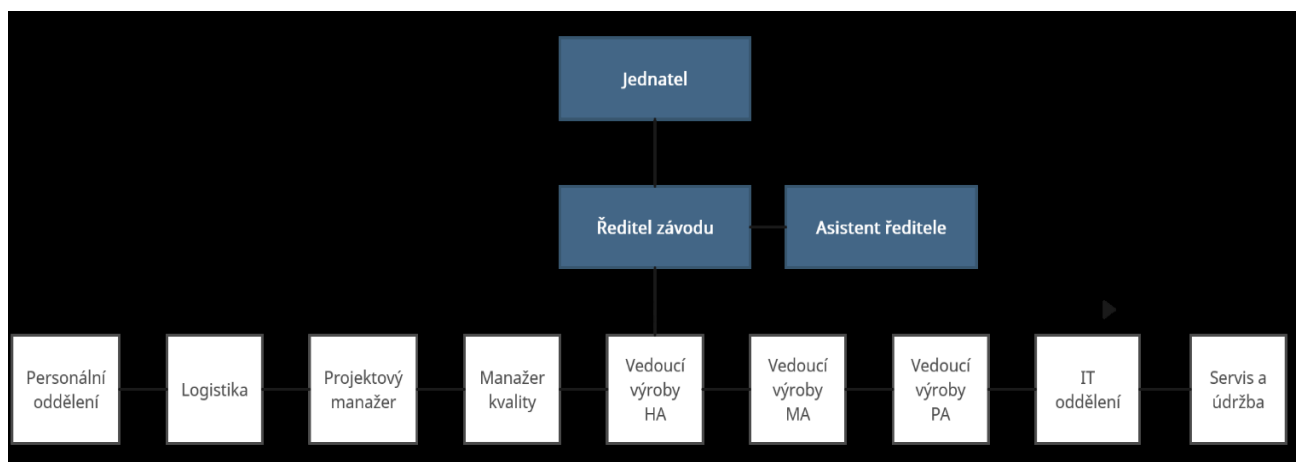 Jednatel
Ředitel závodu
Asistent ředitele
Personální
oddělení
Logistika
Projektový
manažer
Manažer
kvality
Vedoucí
výroby
HA
Vedoucí
výroby
MA
Vedoucí
výroby
PA
IT
oddělení
Servis a
údržba